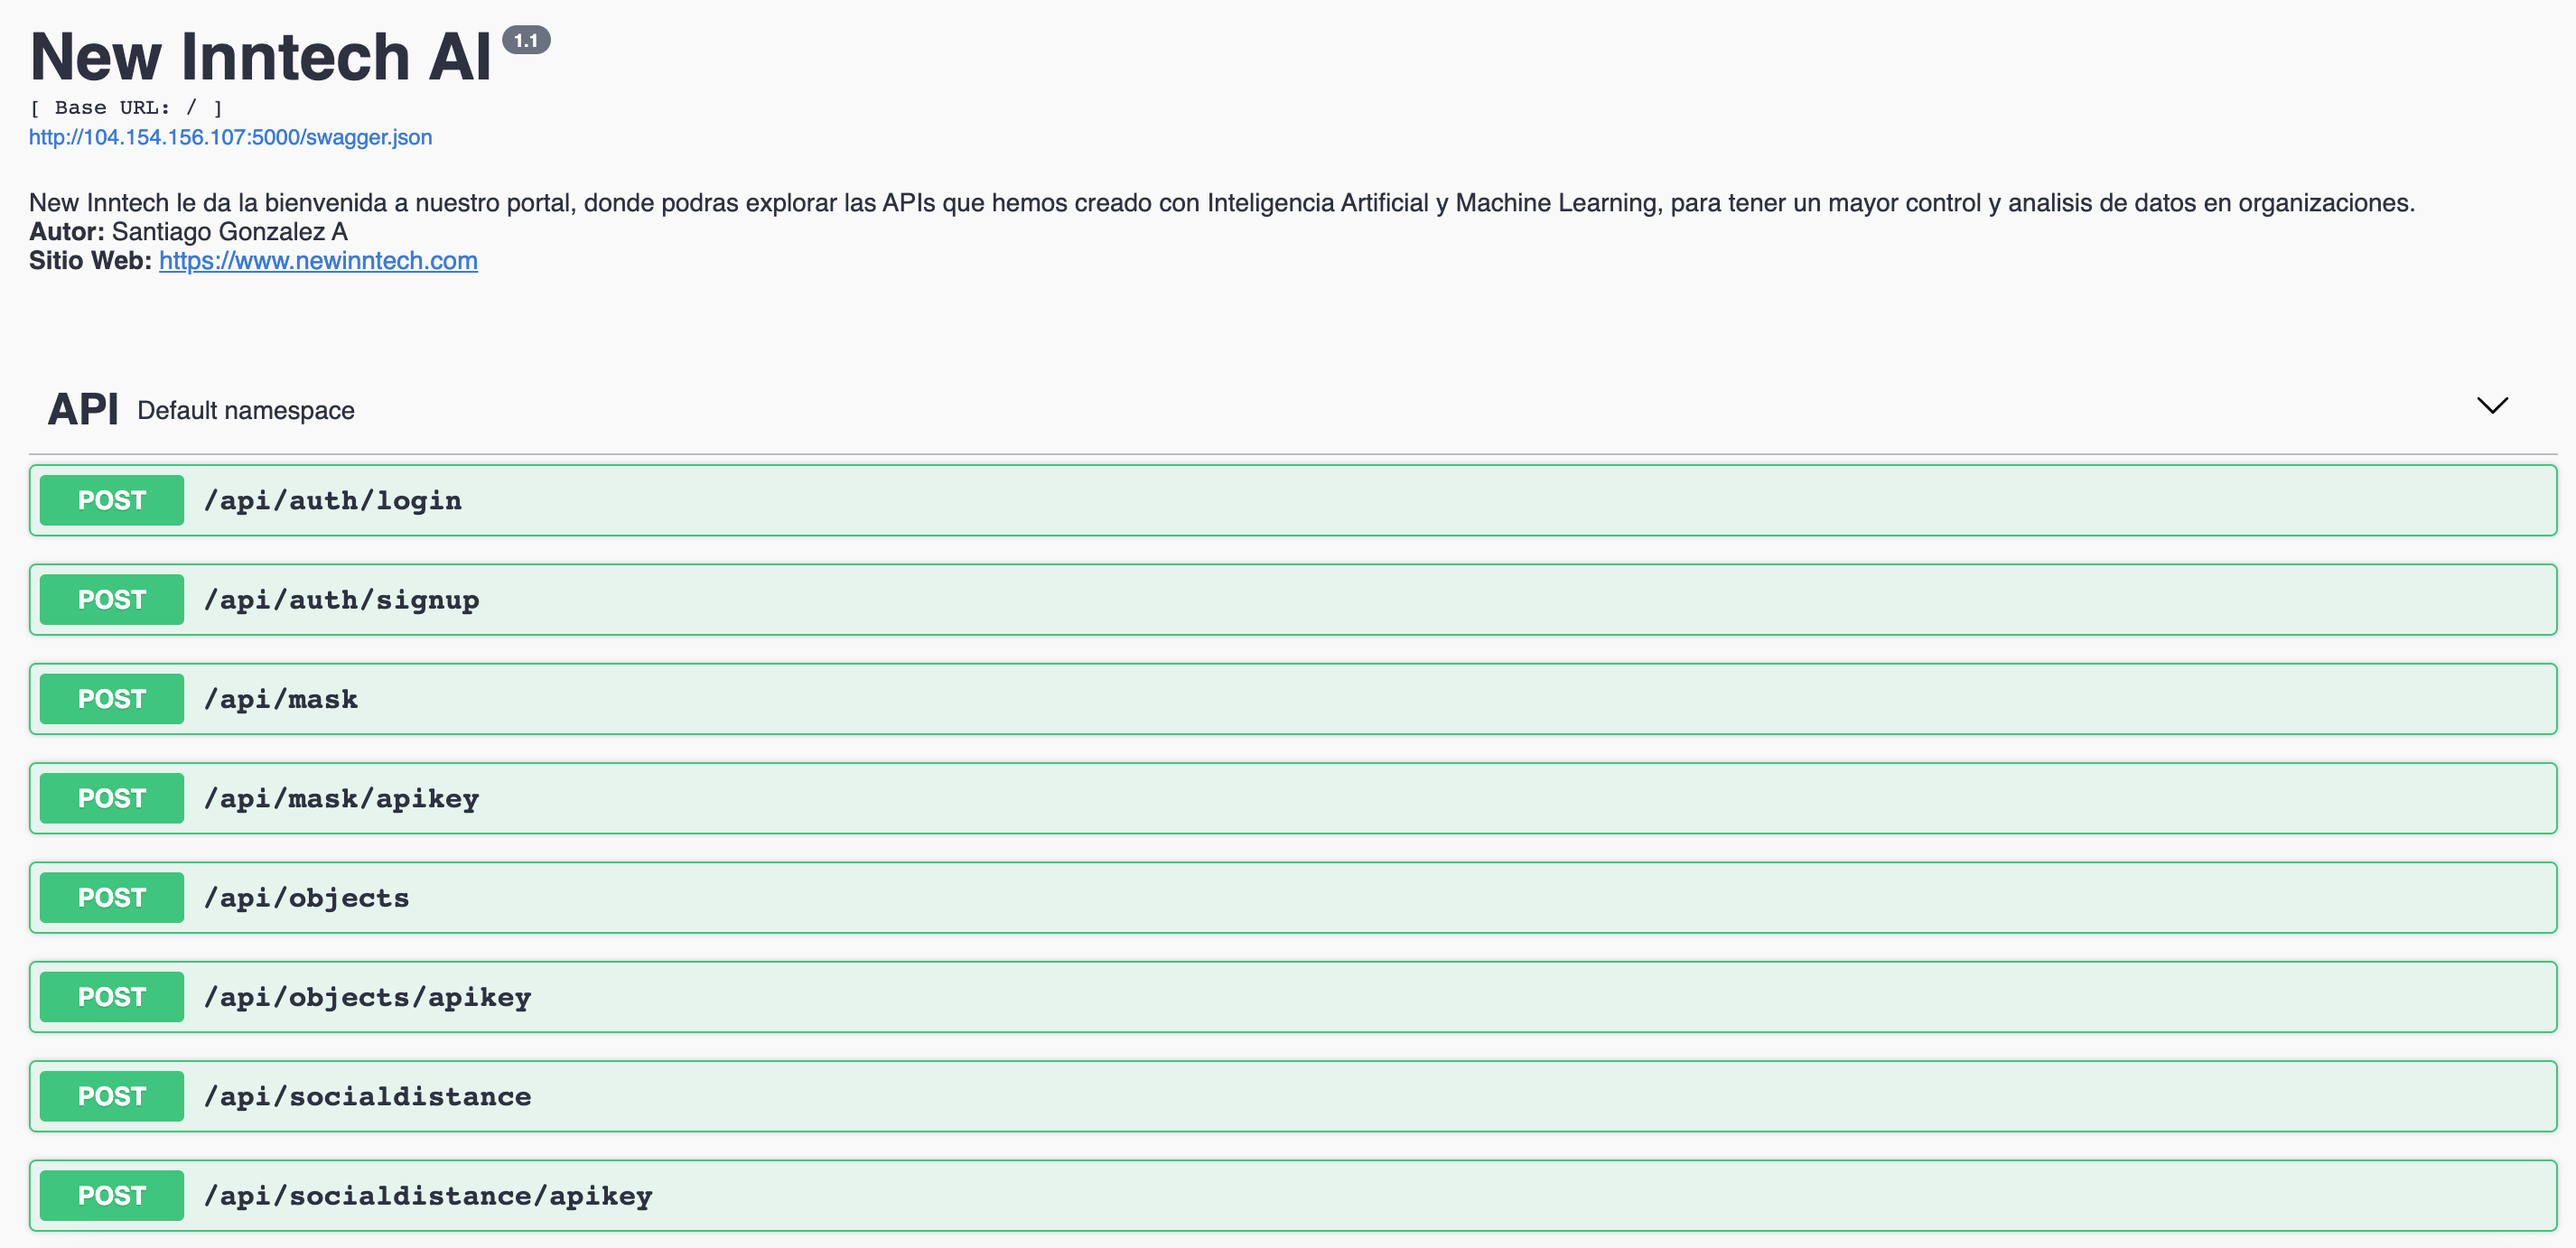 New Inntech AI 1.1
[ Base URL: / ]
http://104.154.156.107:5000/swagger.json
New Inntech le da la bienvenida a nuestro portal, donde podras explorar las APIs que hemos creado con Inteligencia Artificial y Machine Learning, para tener un mayor control y analisis de datos en organizaciones.
Autor: Santiago Gonzalez A
Sitio Web: https://www.newinntech.com
API Default namespace
POST /api/auth/login
POST /api/auth/signup
POST /api/mask
POST /api/mask/apikey
POST /api/objects
POST /api/objects/apikey
POST /api/socialdistance
POST /api/socialdistance/apikey